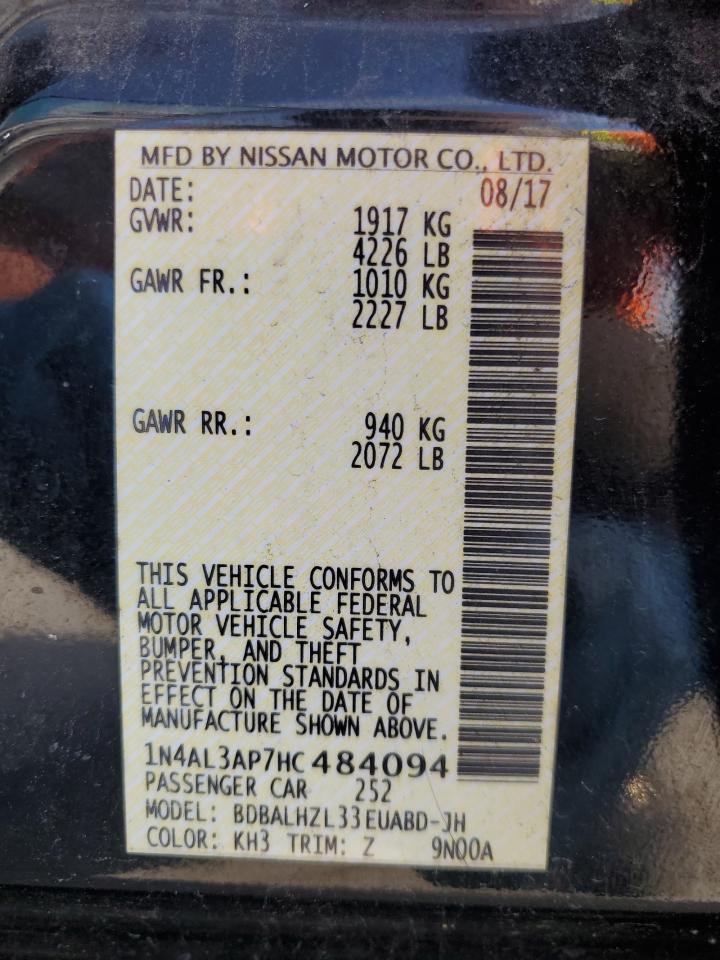 MFD BY NISSAN MOTOR CO., LTD.
DATE: 08/17
GVWR: 1917 KG
4226 LB
GAWR FR.: 1010 KG
2227 LB
GAWR RR.: 940 KG
2072 LB
THIS VEHICLE CONFORMS TO
ALL APPLICABLE FEDERAL
MOTOR VEHICLE SAFETY,
BUMPER, AND THEFT
PREVENTION STANDARDS IN
EFFECT ON THE DATE OF
MANUFACTURE SHOWN ABOVE.
1N4AL3AP7HC484094
PASSENGER CAR 252
MODEL: BDBALHZL33EUABD-JH
COLOR: KH3 TRIM: Z 9N00A